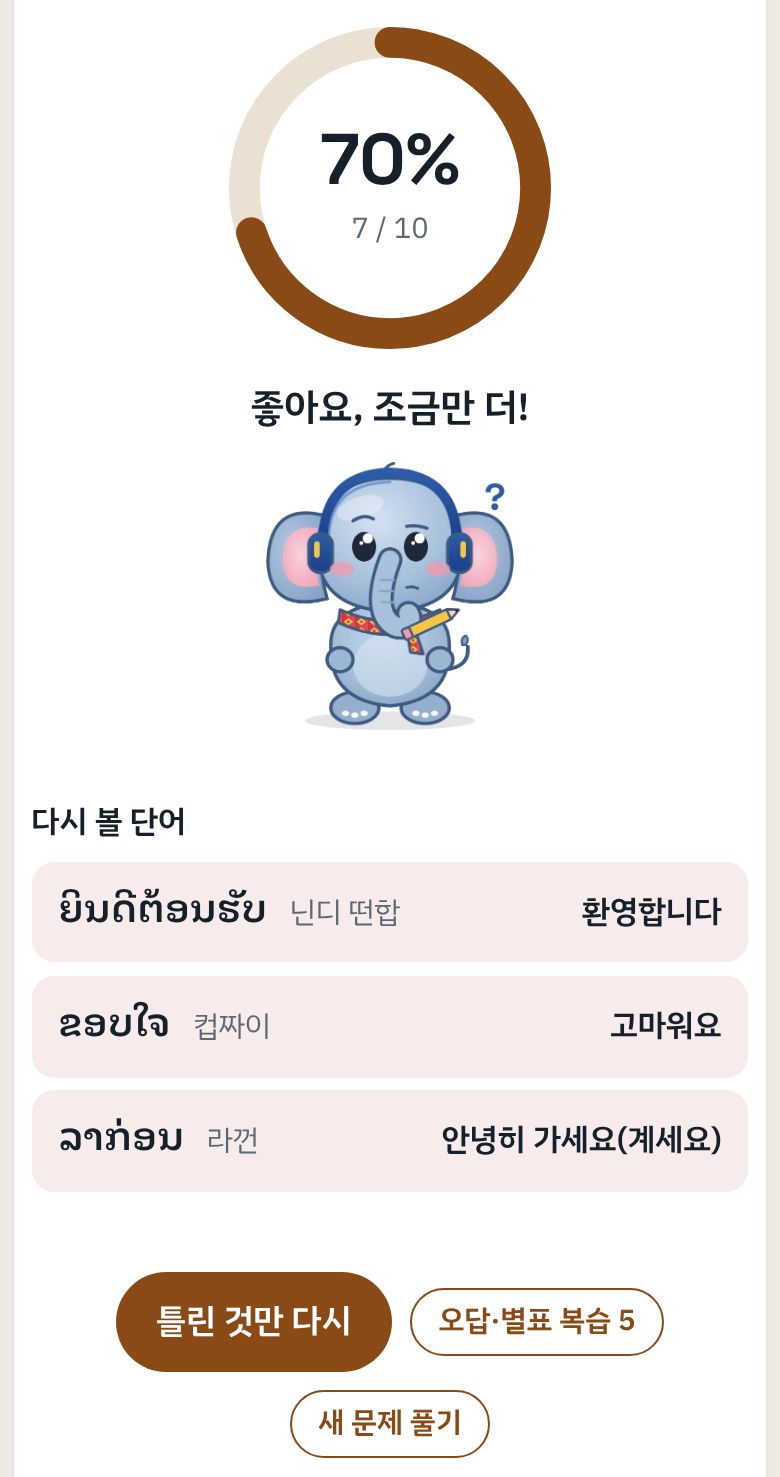 70%
7 / 10
좋아요, 조금만 더!
?
다시 볼 단어
ຍິນດີຕ້ອນຮັບ 닌디 떤합 환영합니다
ຂອບໃຈ 컵짜이 고마워요
ລາກ່ອນ 라껀 안녕히 가세요(계세요)
틀린 것만 다시 오답·별표 복습 5
새 문제 풀기